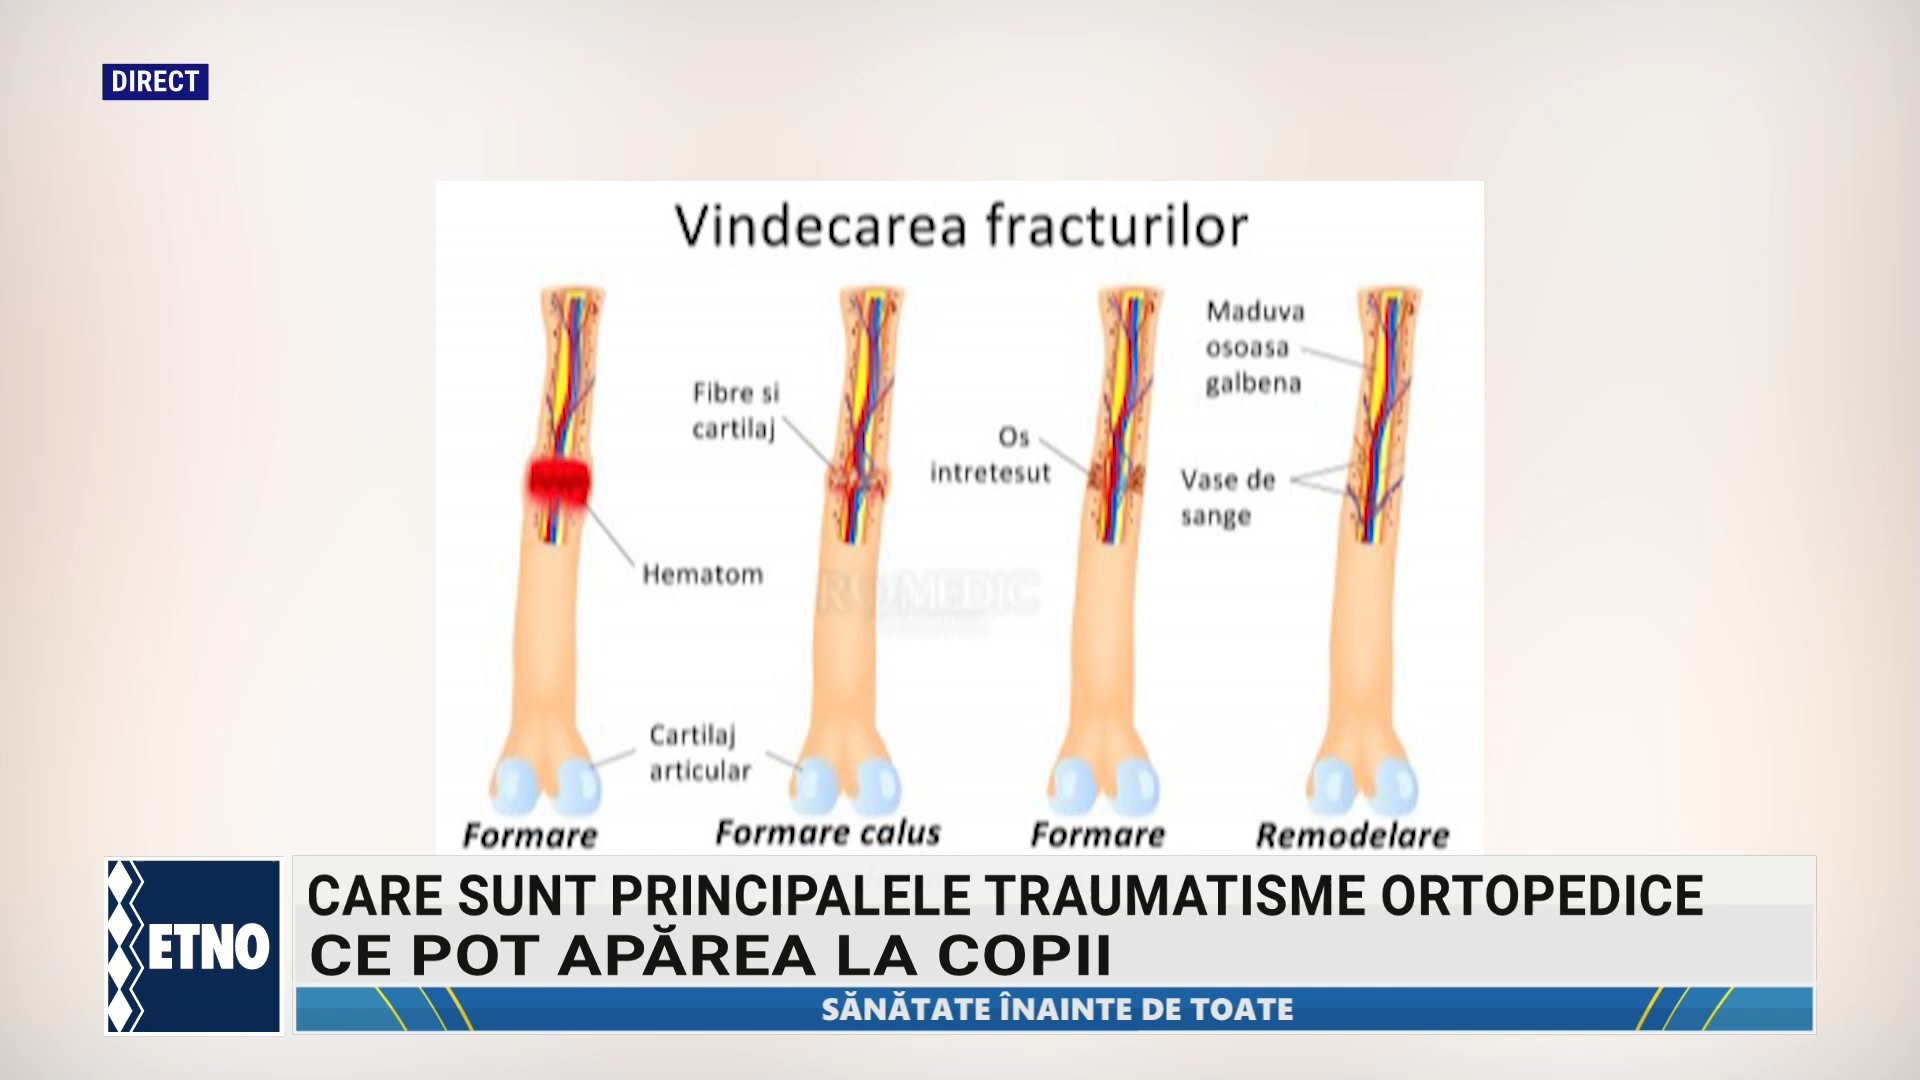 DIRECT
Vindecarea fracturilor
Maduva
osoasa
galbena
Fibre si
cartilaj
Os
intretesut
Vase de
sange
Hematom
ROMEDIC
Cartilaj
articular
Formare
Formare calus
Formare
Remodelare
ETNO
CARE SUNT PRINCIPALELE TRAUMATISME ORTOPEDICE
CE POT APĂREA LA COPII
SĂNĂTATE ÎNAINTE DE TOATE